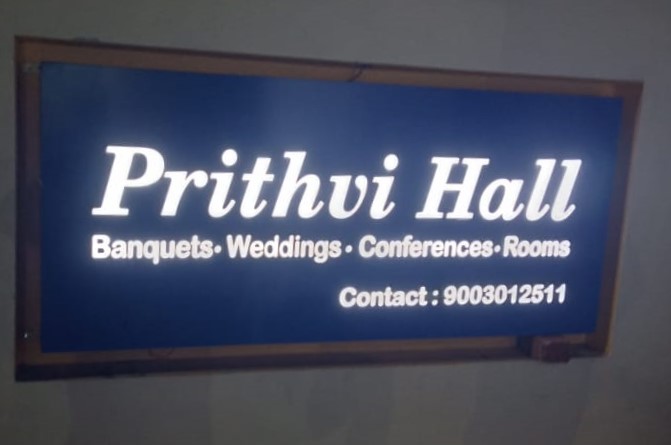 Prithvi Hall
Banquets· Weddings · Conferences· Rooms
Contact : 9003012511